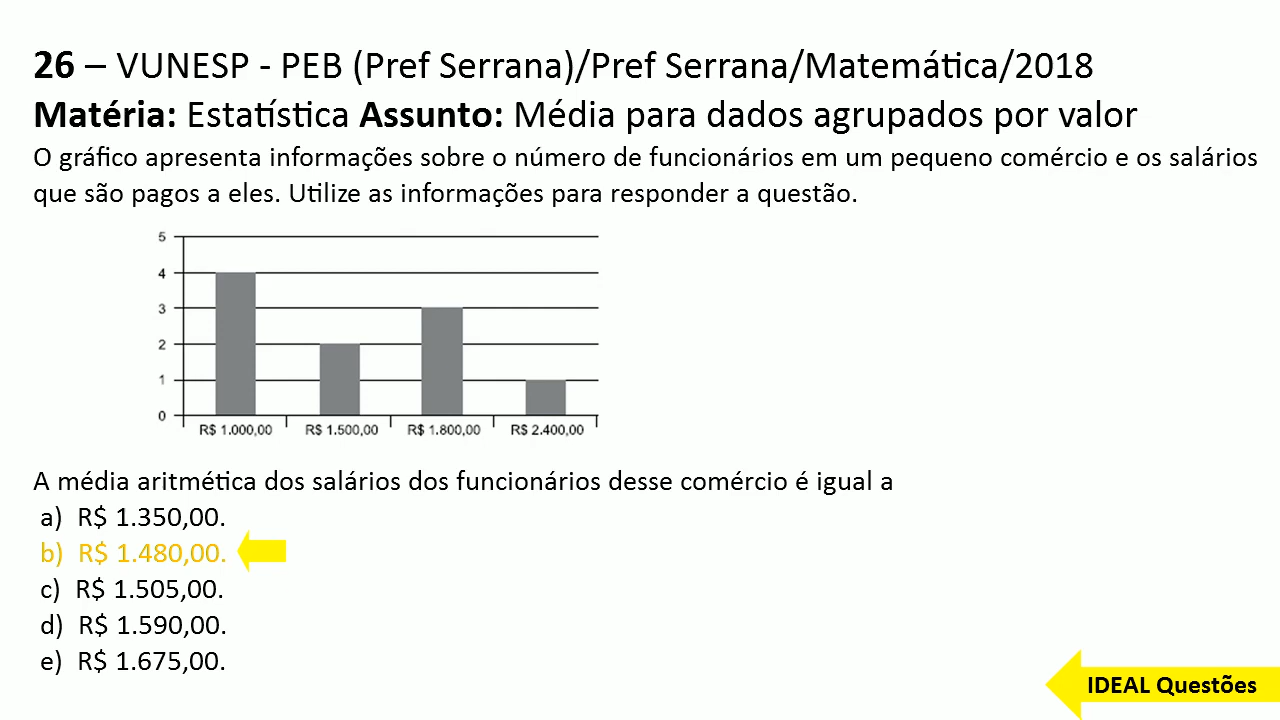 26 – VUNESP - PEB (Pref Serrana)/Pref Serrana/Matemática/2018
Matéria: Estatística Assunto: Média para dados agrupados por valor
O gráfico apresenta informações sobre o número de funcionários em um pequeno comércio e os salários
que são pagos a eles. Utilize as informações para responder a questão.
5
4
3
2
1
0
R$ 1.000,00 R$ 1.500,00 R$ 1.800,00 R$ 2.400,00
A média aritmética dos salários dos funcionários desse comércio é igual a
a) R$ 1.350,00.
b) R$ 1.480,00.
c) R$ 1.505,00.
d) R$ 1.590,00.
e) R$ 1.675,00.
IDEAL Questões